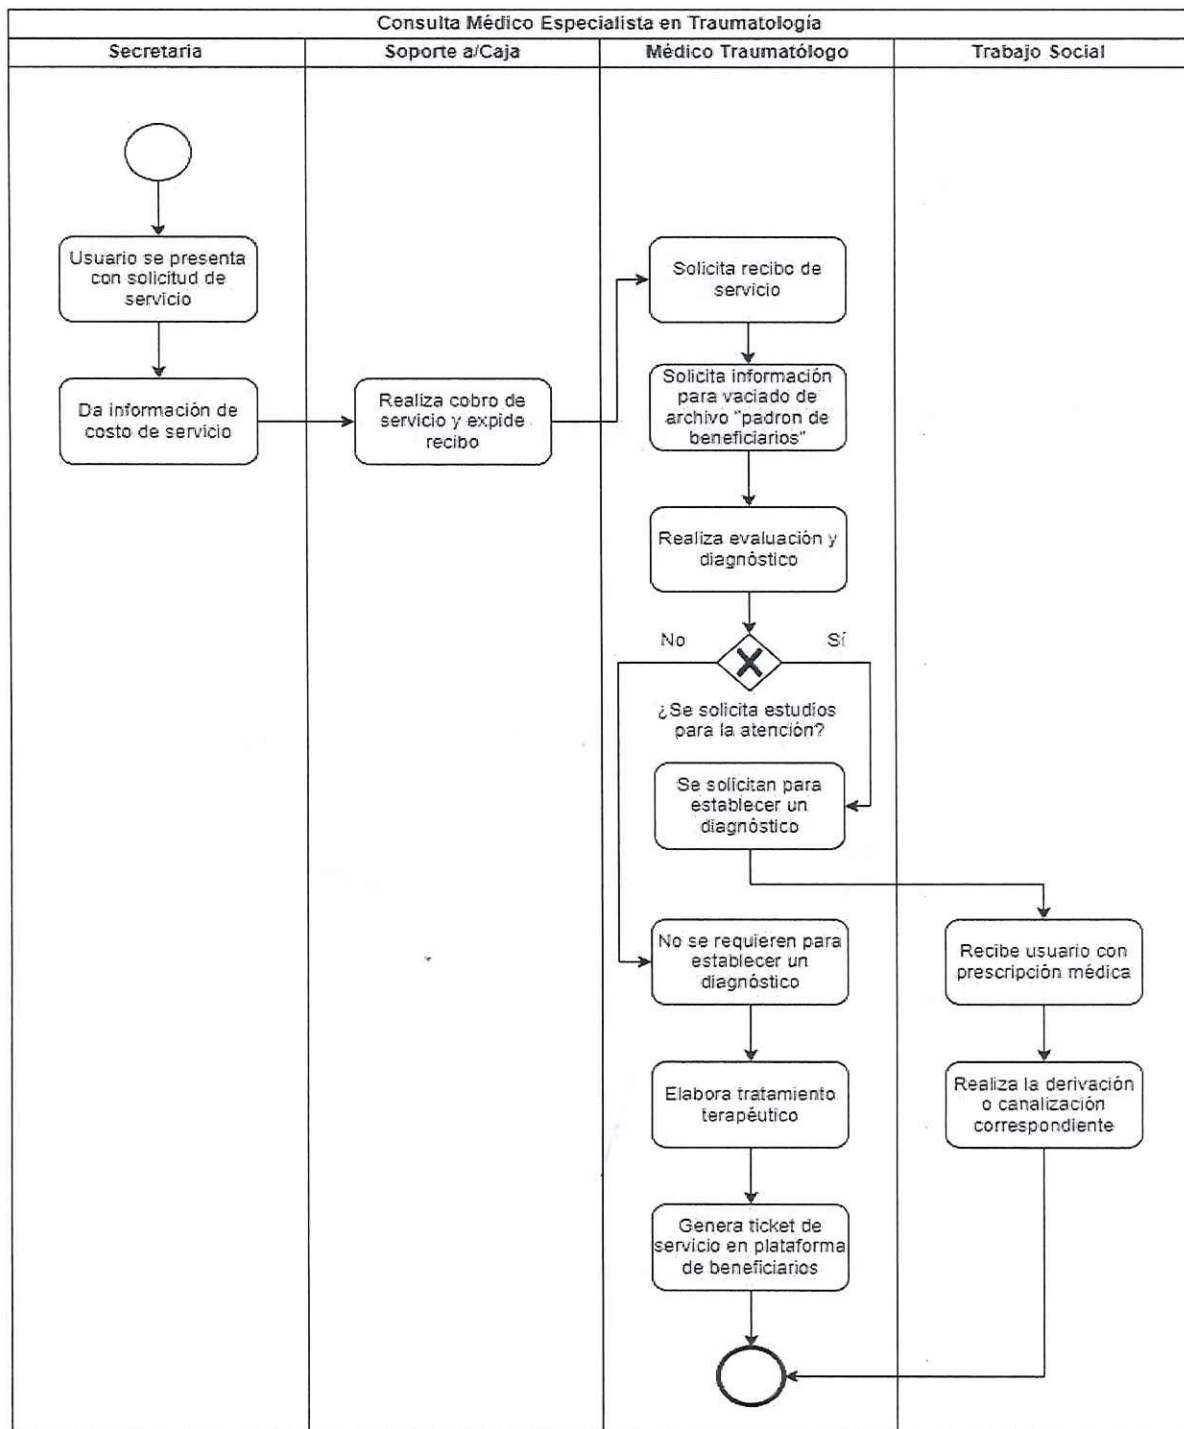 Consulta Médico Especialista en Traumatología
Secretaria
Soporte a/Caja
Médico Traumatólogo
Trabajo Social
Usuario se presenta
con solicitud de
servicio
Da información de
costo de servicio
Realiza cobro de
servicio y expide
recibo
Solicita recibo de
servicio
Solicita información
para vaciado de
archivo "padron de
beneficiarios"
Realiza evaluación y
diagnóstico
No
Sí
¿Se solicita estudíos
para la atención?
Se solicitan para
establecer un
diagnóstico
No se requieren para
establecer un
diagnóstico
Elabora tratamiento
terapéutico
Genera ticket de
servicio en plataforma
de beneficiarios
Recibe usuario con
prescripción médica
Realiza la derivación
o canalización
correspondiente